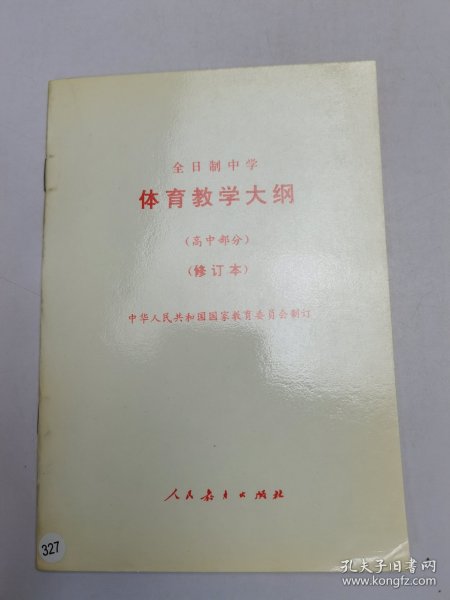 全日制中学
体育教学大纲
(高中部分)
(修订本)
中华人民共和国国家教育委员会制订
人民教育出版社
327
孔夫子旧书网
www.kongfz.com